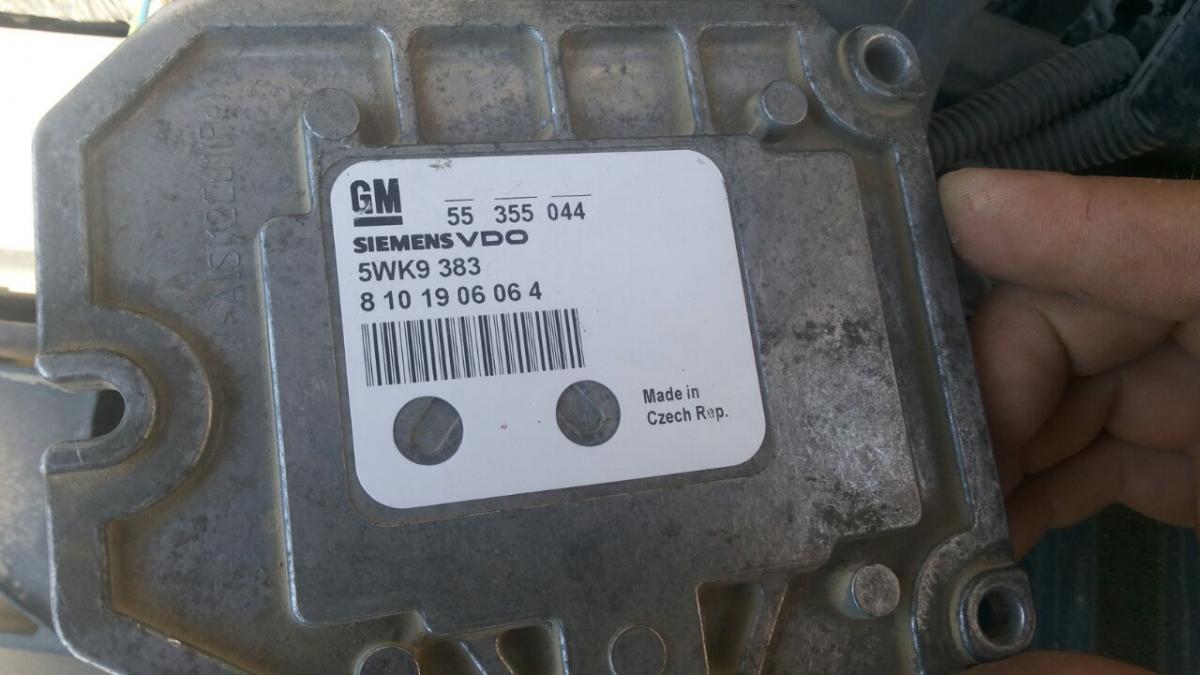 GM 55 355 044
SIEMENS VDO
5WK9 383
8 10 19 06 06 4
Made in
Czech Rep.